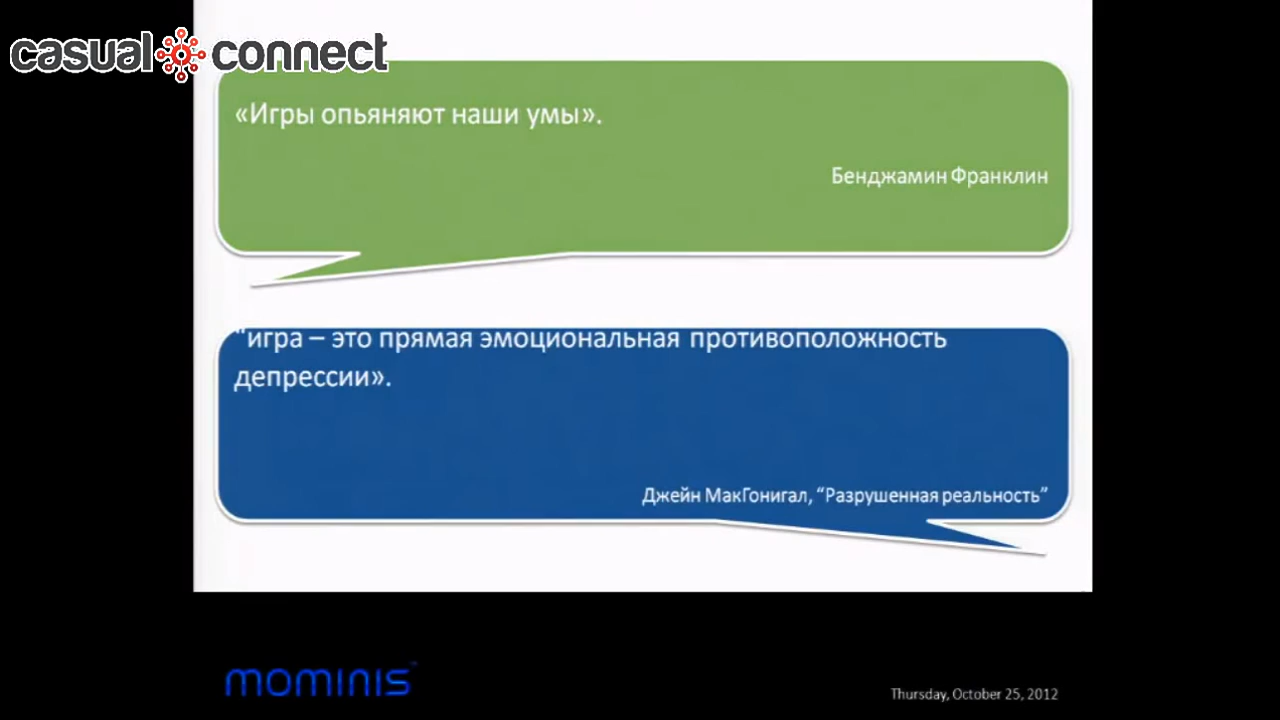 casual connect
«Игры опьяняют наши умы».
Бенджамин Франклин
"игра – это прямая эмоциональная противоположность
депрессии».
Джейн МакГонигал, “Разрушенная реальность”
mominis™
Thursday, October 25, 2012